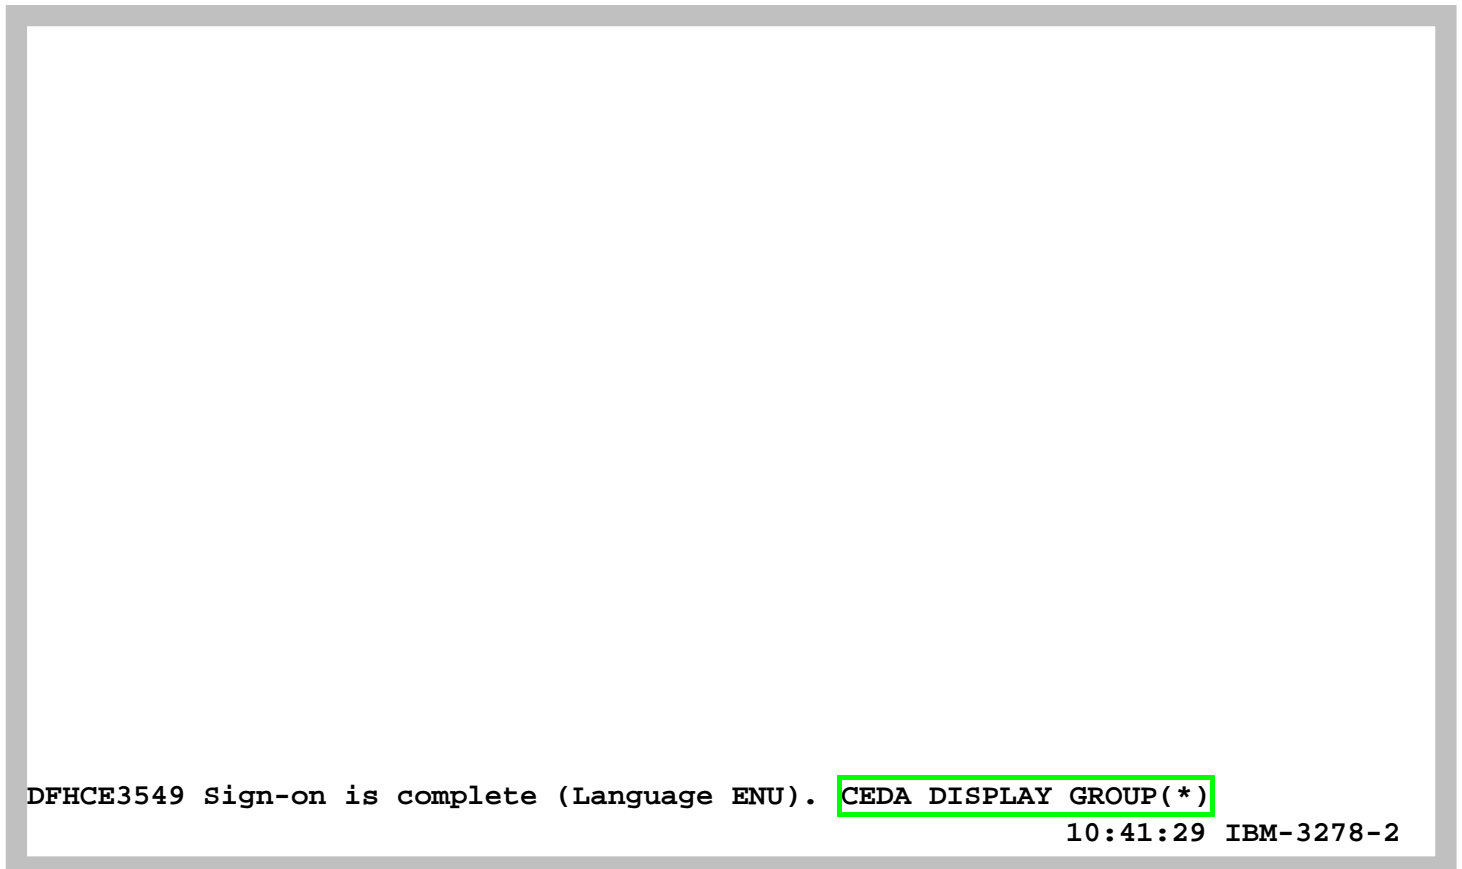 DFHCE3549 Sign-on is complete (Language ENU). CEDA DISPLAY GROUP(*)
10:41:29 IBM-3278-2